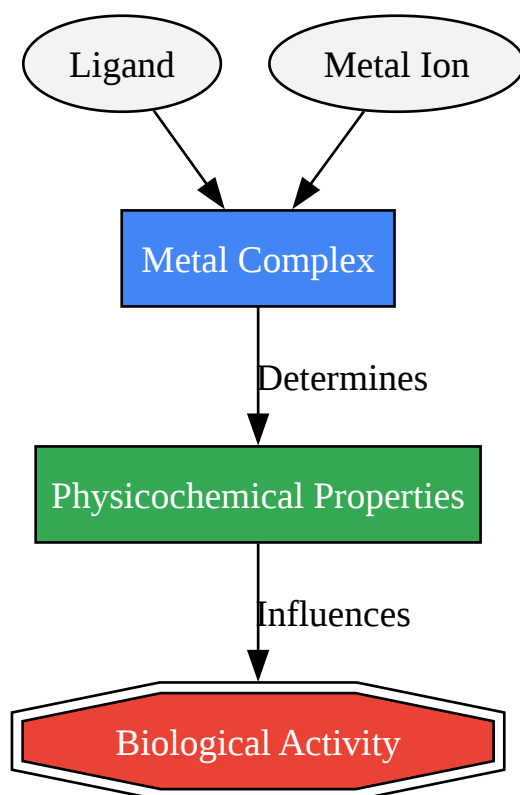 Ligand
Metal Ion
Metal Complex
Determines
Physicochemical Properties
Influences
Biological Activity